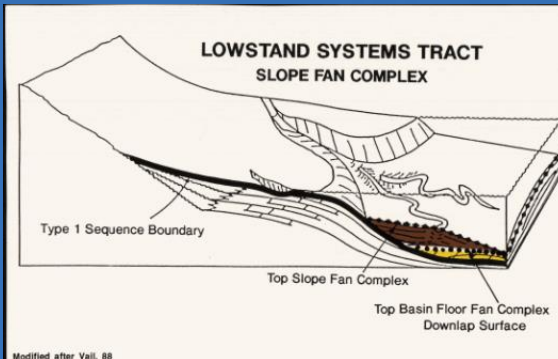 LOWSTAND SYSTEMS TRACT
SLOPE FAN COMPLEX
Type 1 Sequence Boundary
Top Slope Fan Complex
Top Basin Floor Fan Complex
Downlap Surface
Modified after Vail, 88